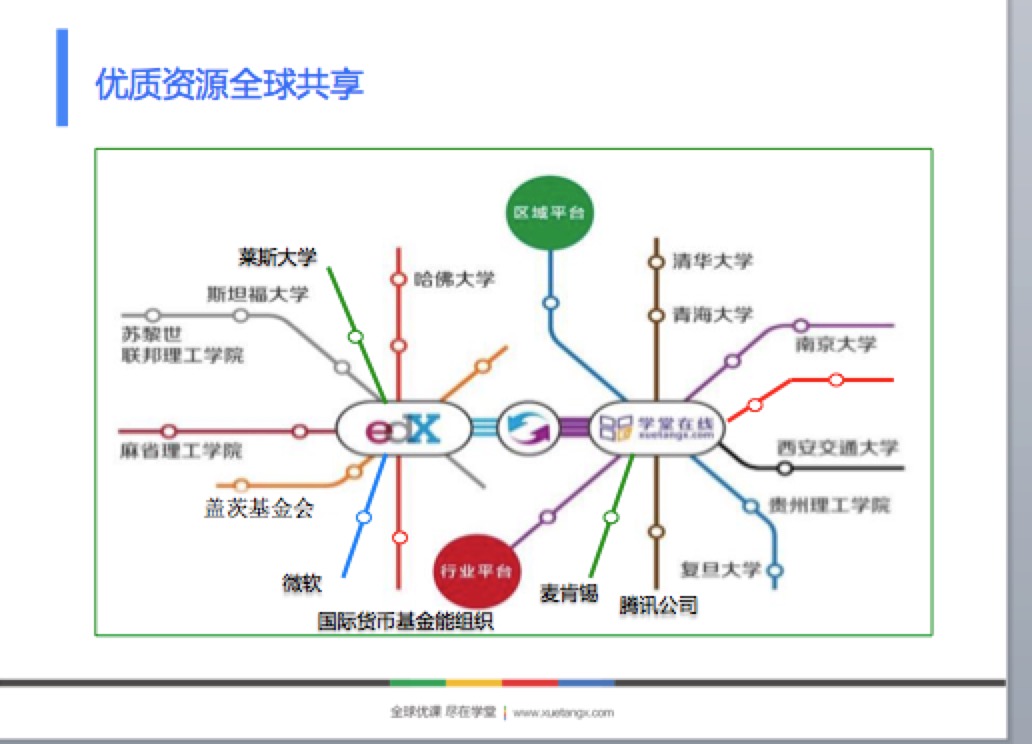 优质资源全球共享
区域平台
莱斯大学
哈佛大学
清华大学
斯坦福大学
青海大学
苏黎世
联邦理工学院
南京大学
edX
学堂在线
xuetangx.com
麻省理工学院
西安交通大学
盖茨基金会
贵州理工学院
行业平台
复旦大学
微软
麦肯锡
腾讯公司
国际货币基金能组织
全球优课 尽在学堂 | www.xuetangx.com